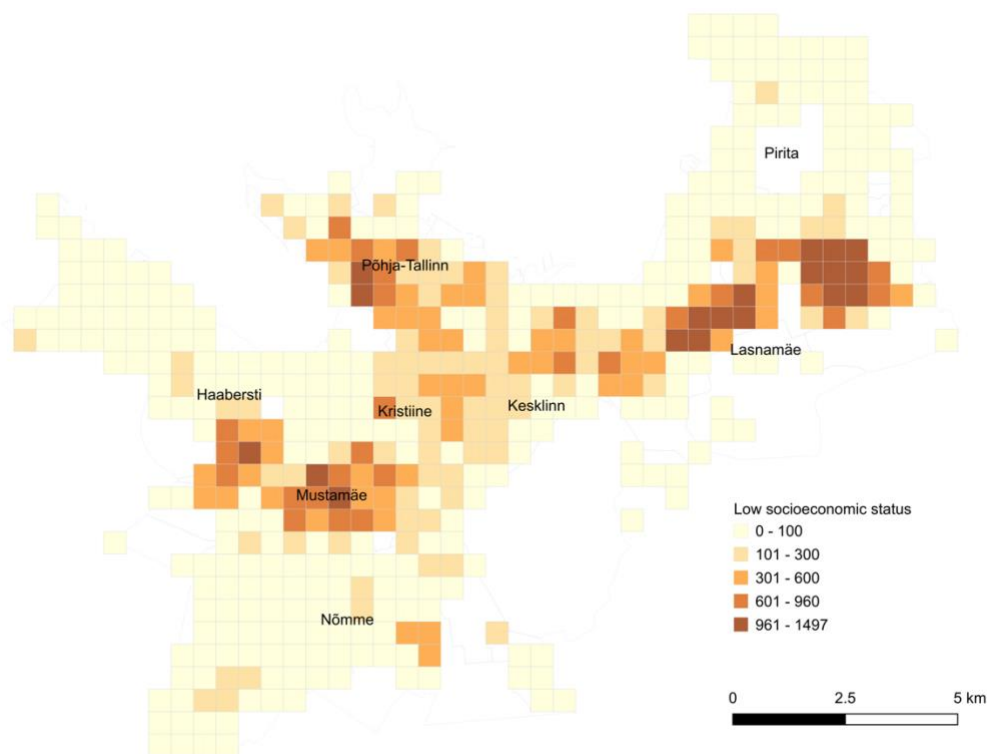 Pirita
Põhja-Tallinn
Lasnamäe
Haabersti
Kristiine
Kesklinn
Mustamäe
Nõmme
Low socioeconomic status
0 - 100
101 - 300
301 - 600
601 - 960
961 - 1497
0 2.5 5 km